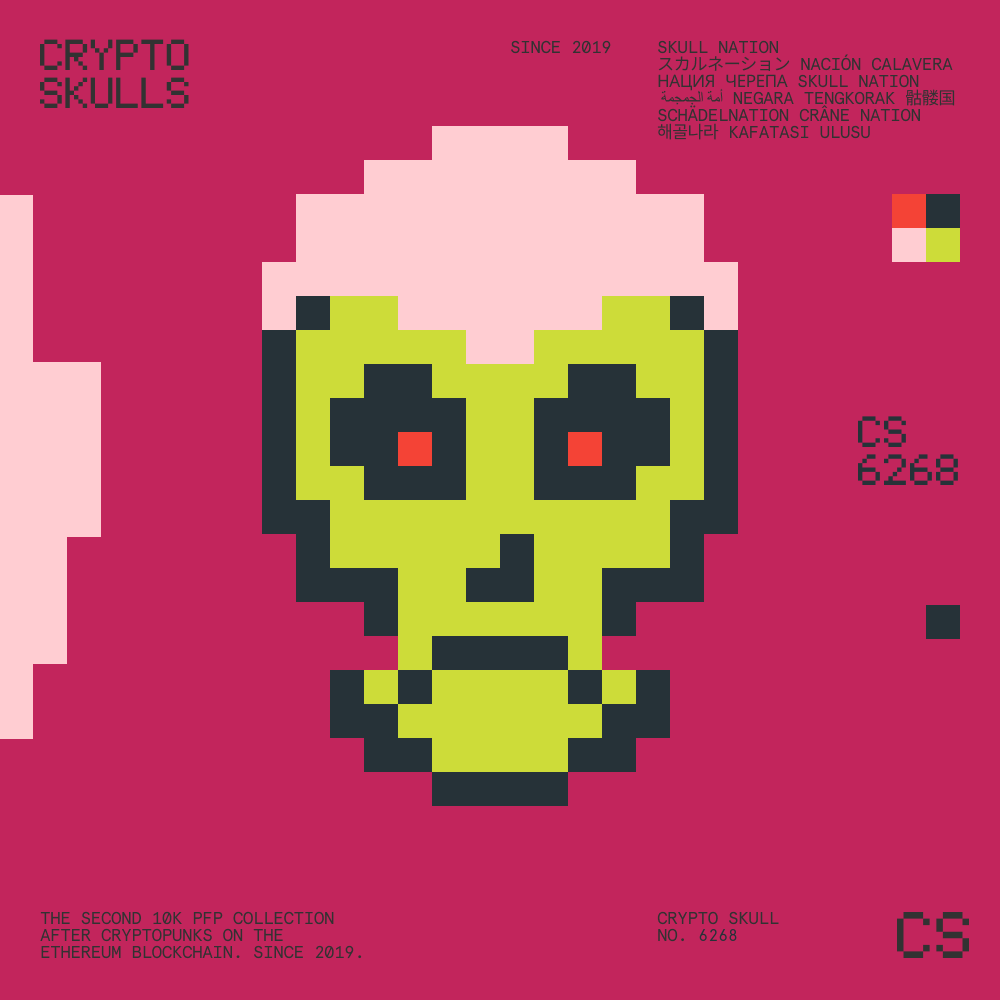 CRYPTO
SKULLS
SINCE 2019
SKULL NATION
スカルネーション NACIÓN CALAVERA
НАЦИЯ ЧЕРЕПА SKULL NATION
أمة الجمجمة NEGARA TENGKORAK 骷髅国
SCHÄDELNATION CRÂNE NATION
해골나라 KAFATASI ULUSU
CS
6268
THE SECOND 10K PFP COLLECTION
AFTER CRYPTOPUNKS ON THE
ETHEREUM BLOCKCHAIN. SINCE 2019.
CRYPTO SKULL
NO. 6268
CS